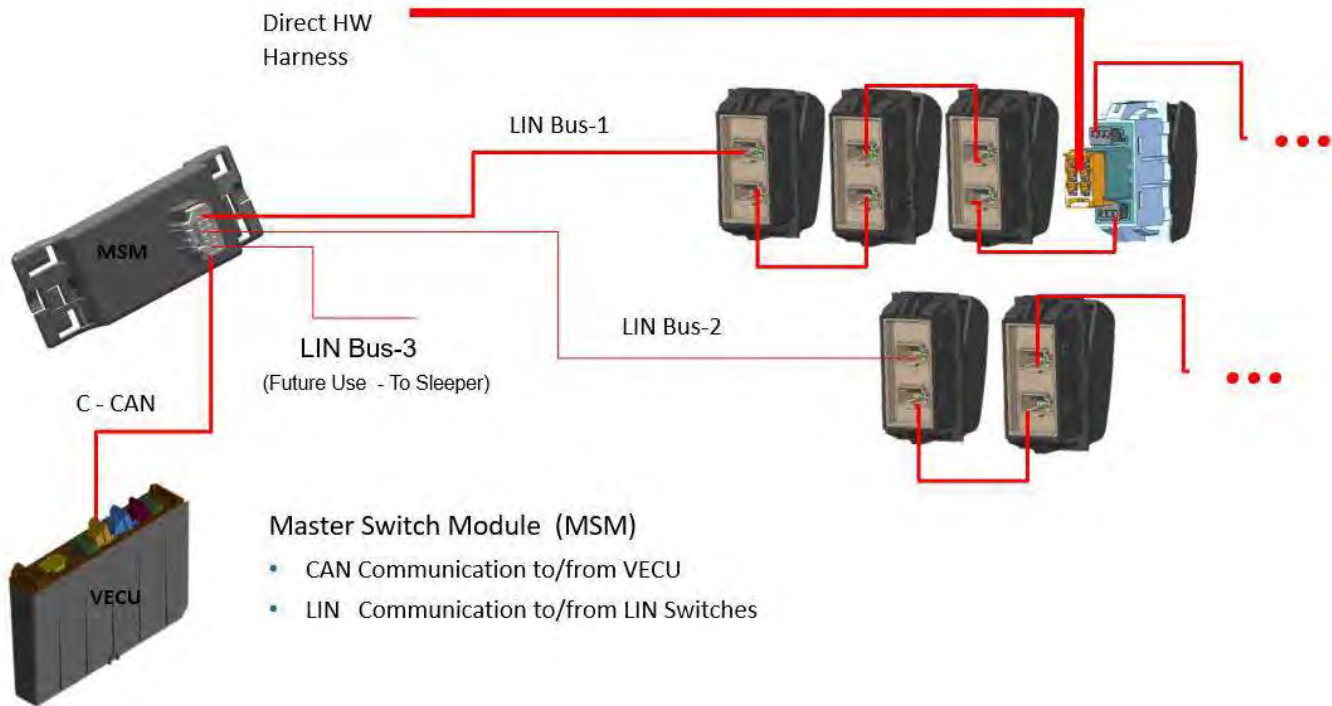 Direct HW
Harness
LIN Bus-1
MSM
LIN Bus-2
LIN Bus-3
(Future Use - To Sleeper)
C - CAN
VECU
Master Switch Module (MSM)
• CAN Communication to/from VECU
• LIN Communication to/from LIN Switches